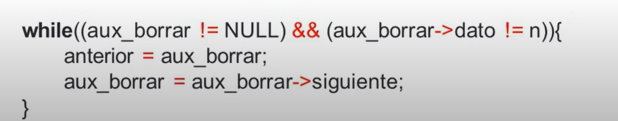 while((aux_borrar != NULL) && (aux_borrar->dato != n)){
anterior = aux_borrar;
aux_borrar = aux_borrar->siguiente;
}